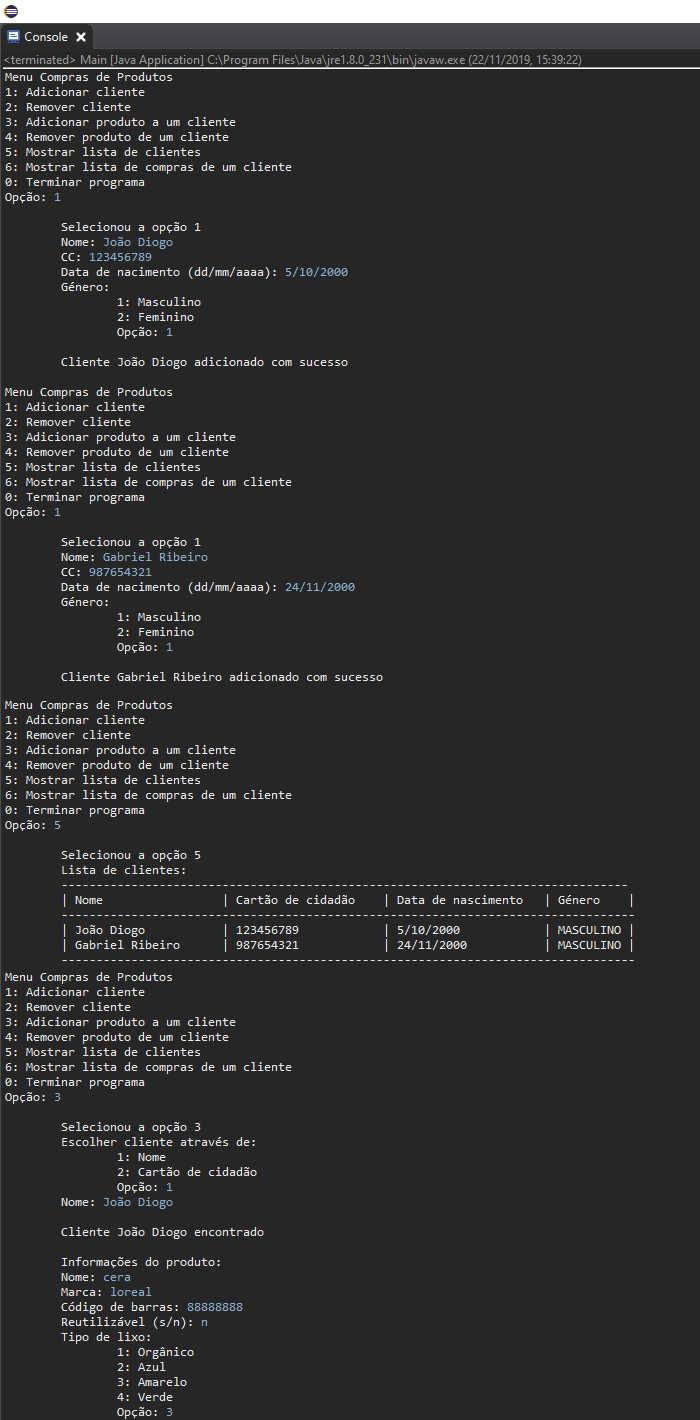 Console
<terminated> Main [Java Application] C:\Program Files\Java\jre1.8.0_231\bin\javaw.exe (22/11/2019, 15:39:22)
Menu Compras de Produtos
1: Adicionar cliente
2: Remover cliente
3: Adicionar produto a um cliente
4: Remover produto de um cliente
5: Mostrar lista de clientes
6: Mostrar lista de compras de um cliente
0: Terminar programa
Opção: 1
Selecionou a opção 1
Nome: João Diogo
CC: 123456789
Data de nacimento (dd/mm/aaaa): 5/10/2000
Género:
1: Masculino
2: Feminino
Opção: 1
Cliente João Diogo adicionado com sucesso
Menu Compras de Produtos
1: Adicionar cliente
2: Remover cliente
3: Adicionar produto a um cliente
4: Remover produto de um cliente
5: Mostrar lista de clientes
6: Mostrar lista de compras de um cliente
0: Terminar programa
Opção: 1
Selecionou a opção 1
Nome: Gabriel Ribeiro
CC: 987654321
Data de nacimento (dd/mm/aaaa): 24/11/2000
Género:
1: Masculino
2: Feminino
Opção: 1
Cliente Gabriel Ribeiro adicionado com sucesso
Menu Compras de Produtos
1: Adicionar cliente
2: Remover cliente
3: Adicionar produto a um cliente
4: Remover produto de um cliente
5: Mostrar lista de clientes
6: Mostrar lista de compras de um cliente
0: Terminar programa
Opção: 5
Selecionou a opção 5
Lista de clientes:
---------------------------------------------------------------------------------
| Nome | Cartão de cidadão | Data de nascimento | Género |
----------------------------------------------------------------------------------
| João Diogo | 123456789 | 5/10/2000 | MASCULINO |
| Gabriel Ribeiro | 987654321 | 24/11/2000 | MASCULINO |
----------------------------------------------------------------------------------
Menu Compras de Produtos
1: Adicionar cliente
2: Remover cliente
3: Adicionar produto a um cliente
4: Remover produto de um cliente
5: Mostrar lista de clientes
6: Mostrar lista de compras de um cliente
0: Terminar programa
Opção: 3
Selecionou a opção 3
Escolher cliente através de:
1: Nome
2: Cartão de cidadão
Opção: 1
Nome: João Diogo
Cliente João Diogo encontrado
Informações do produto:
Nome: cera
Marca: loreal
Código de barras: 88888888
Reutilizável (s/n): n
Tipo de lixo:
1: Orgânico
2: Azul
3: Amarelo
4: Verde
Opção: 3